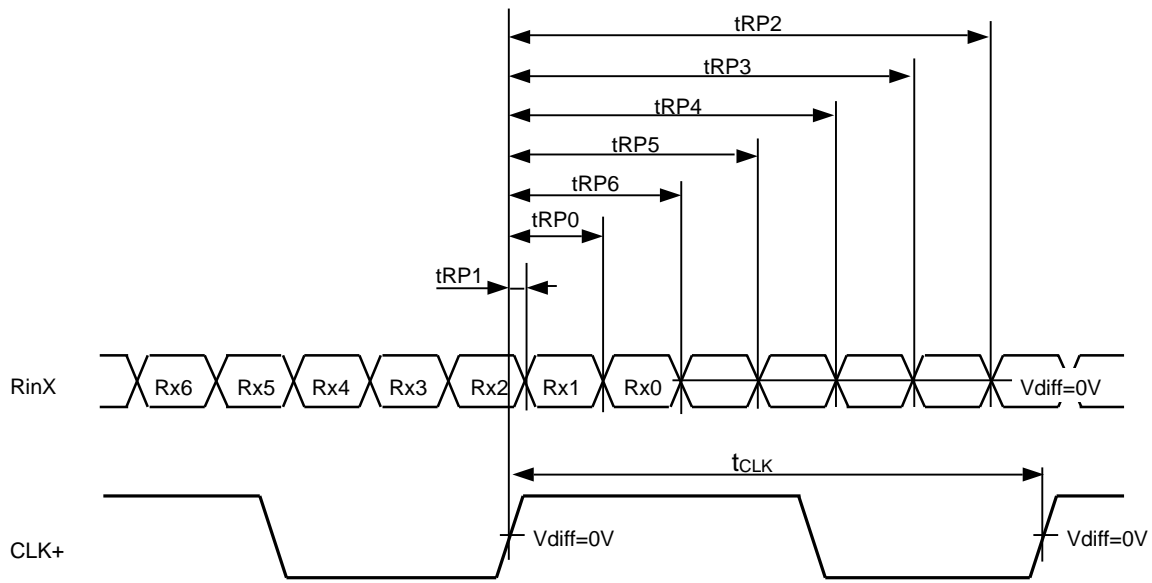 tRP2
tRP3
tRP4
tRP5
tRP6
tRP0
tRP1
RinX Rx6 Rx5 Rx4 Rx3 Rx2 Rx1 Rx0 Vdiff=0V
tCLK
CLK+ Vdiff=0V Vdiff=0V